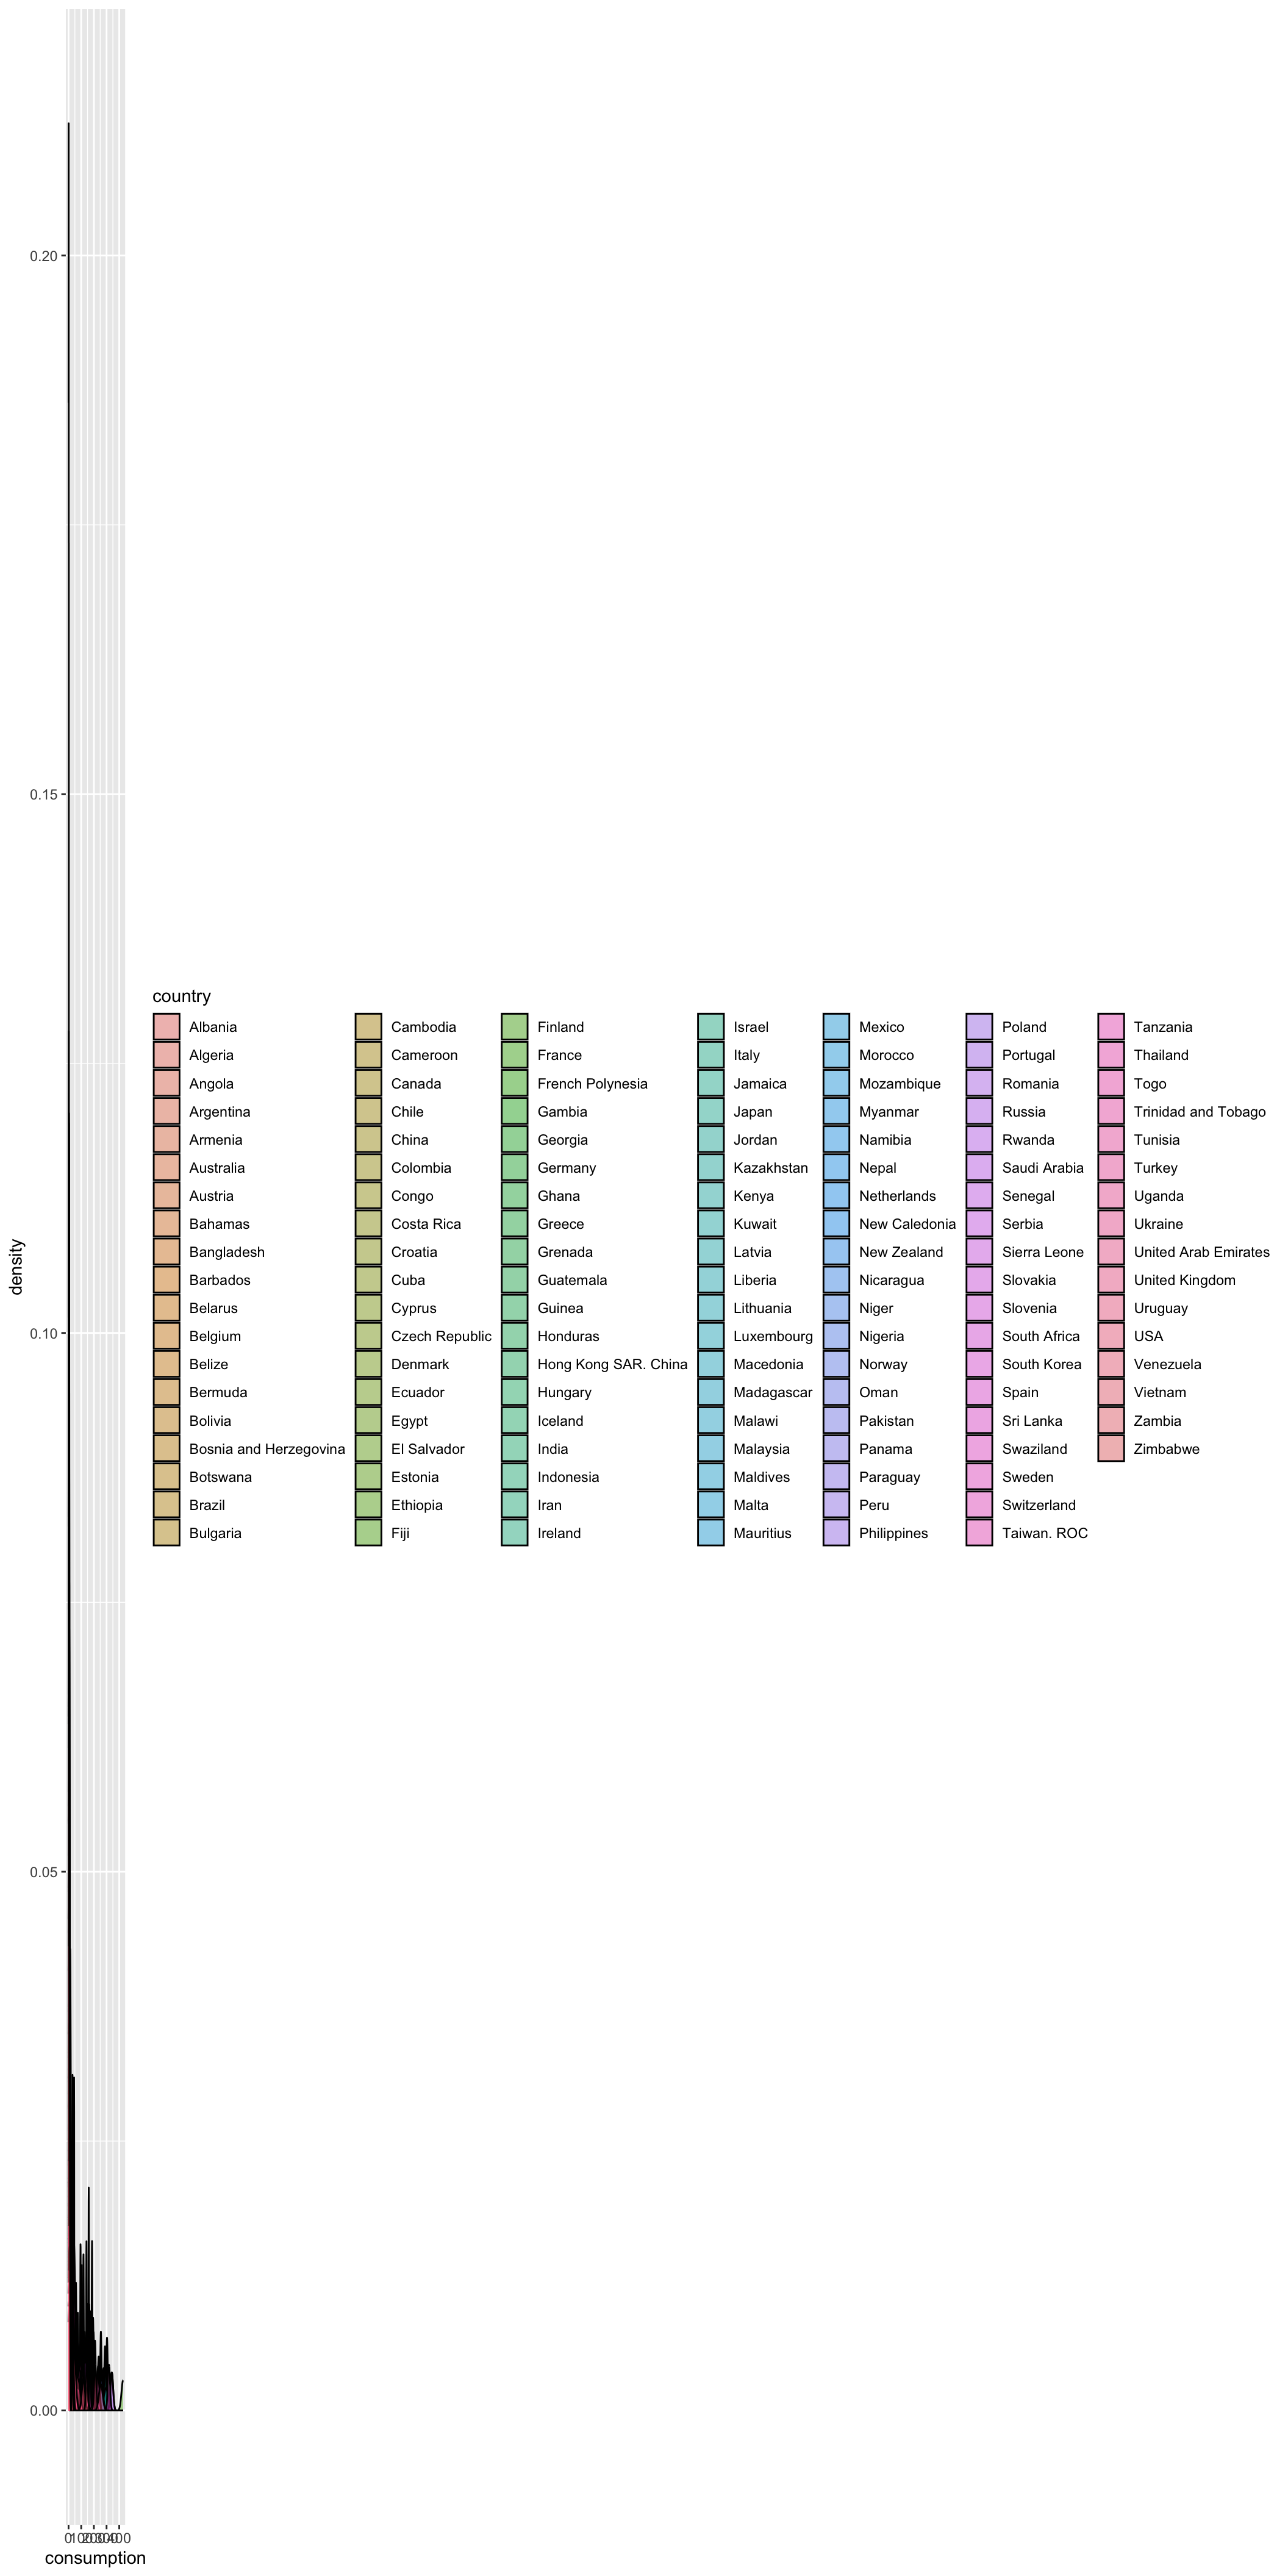 0.20
0.15
density
0.10
0.05
0.00
0 100 200 300 400
consumption
country
Albania
Algeria
Angola
Argentina
Armenia
Australia
Austria
Bahamas
Bangladesh
Barbados
Belarus
Belgium
Belize
Bermuda
Bolivia
Bosnia and Herzegovina
Botswana
Brazil
Bulgaria
Cambodia
Cameroon
Canada
Chile
China
Colombia
Congo
Costa Rica
Croatia
Cuba
Cyprus
Czech Republic
Denmark
Ecuador
Egypt
El Salvador
Estonia
Ethiopia
Fiji
Finland
France
French Polynesia
Gambia
Georgia
Germany
Ghana
Greece
Grenada
Guatemala
Guinea
Honduras
Hong Kong SAR. China
Hungary
Iceland
India
Indonesia
Iran
Ireland
Israel
Italy
Jamaica
Japan
Jordan
Kazakhstan
Kenya
Kuwait
Latvia
Liberia
Lithuania
Luxembourg
Macedonia
Madagascar
Malawi
Malaysia
Maldives
Malta
Mauritius
Mexico
Morocco
Mozambique
Myanmar
Namibia
Nepal
Netherlands
New Caledonia
New Zealand
Nicaragua
Niger
Nigeria
Norway
Oman
Pakistan
Panama
Paraguay
Peru
Philippines
Poland
Portugal
Romania
Russia
Rwanda
Saudi Arabia
Senegal
Serbia
Sierra Leone
Slovakia
Slovenia
South Africa
South Korea
Spain
Sri Lanka
Swaziland
Sweden
Switzerland
Taiwan. ROC
Tanzania
Thailand
Togo
Trinidad and Tobago
Tunisia
Turkey
Uganda
Ukraine
United Arab Emirates
United Kingdom
Uruguay
USA
Venezuela
Vietnam
Zambia
Zimbabwe